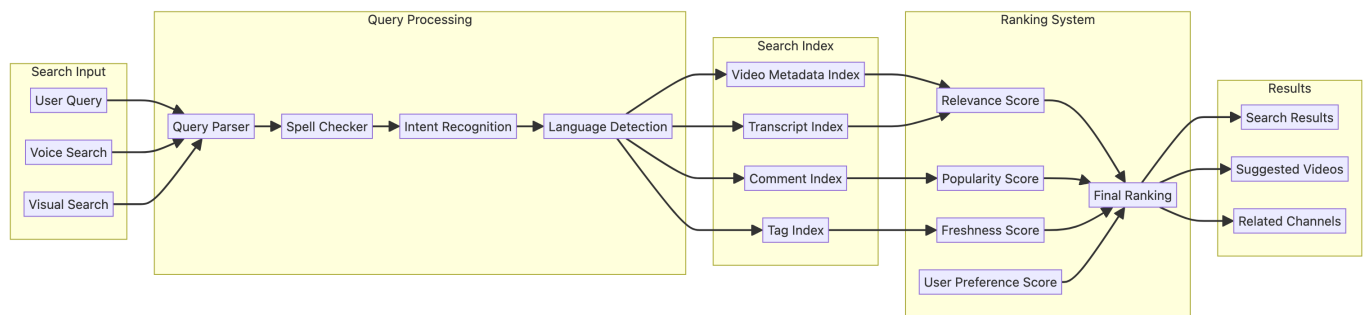 Search Input
User Query
Voice Search
Visual Search
Query Processing
Query Parser
Spell Checker
Intent Recognition
Language Detection
Search Index
Video Metadata Index
Transcript Index
Comment Index
Tag Index
Ranking System
Relevance Score
Popularity Score
Freshness Score
User Preference Score
Final Ranking
Results
Search Results
Suggested Videos
Related Channels